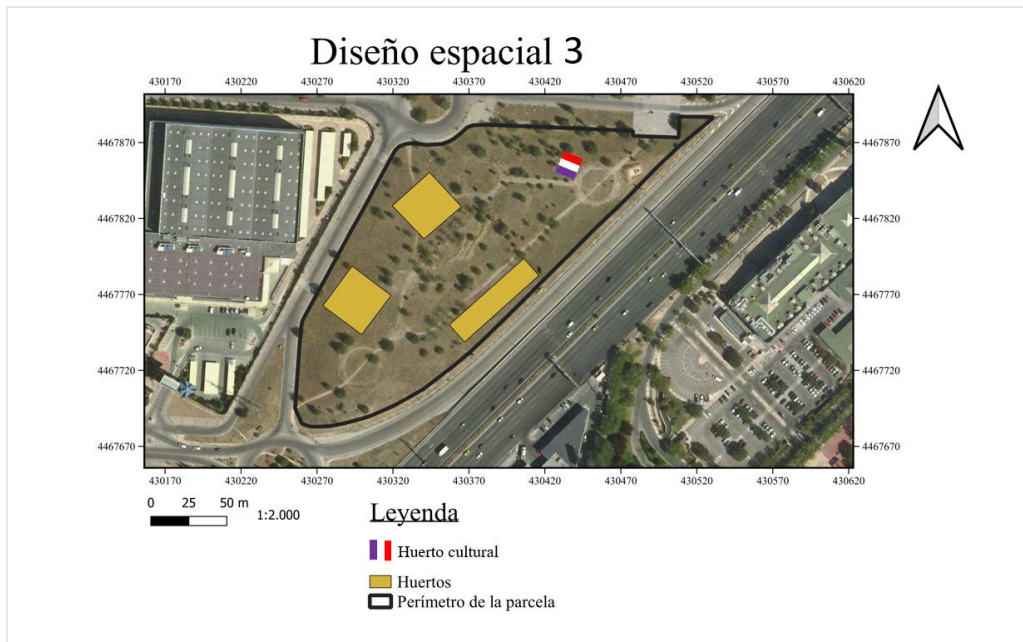 Diseño espacial 3
430170 430220 430270 430320 430370 430420 430470 430520 430570 430620
4467870 4467870
4467820 4467820
4467770 4467770
4467720 4467720
4467670 4467670
430170 430220 430270 430320 430370 430420 430470 430520 430570 430620
0 25 50 m
1:2.000
Leyenda
Huerto cultural
Huertos
Perímetro de la parcela